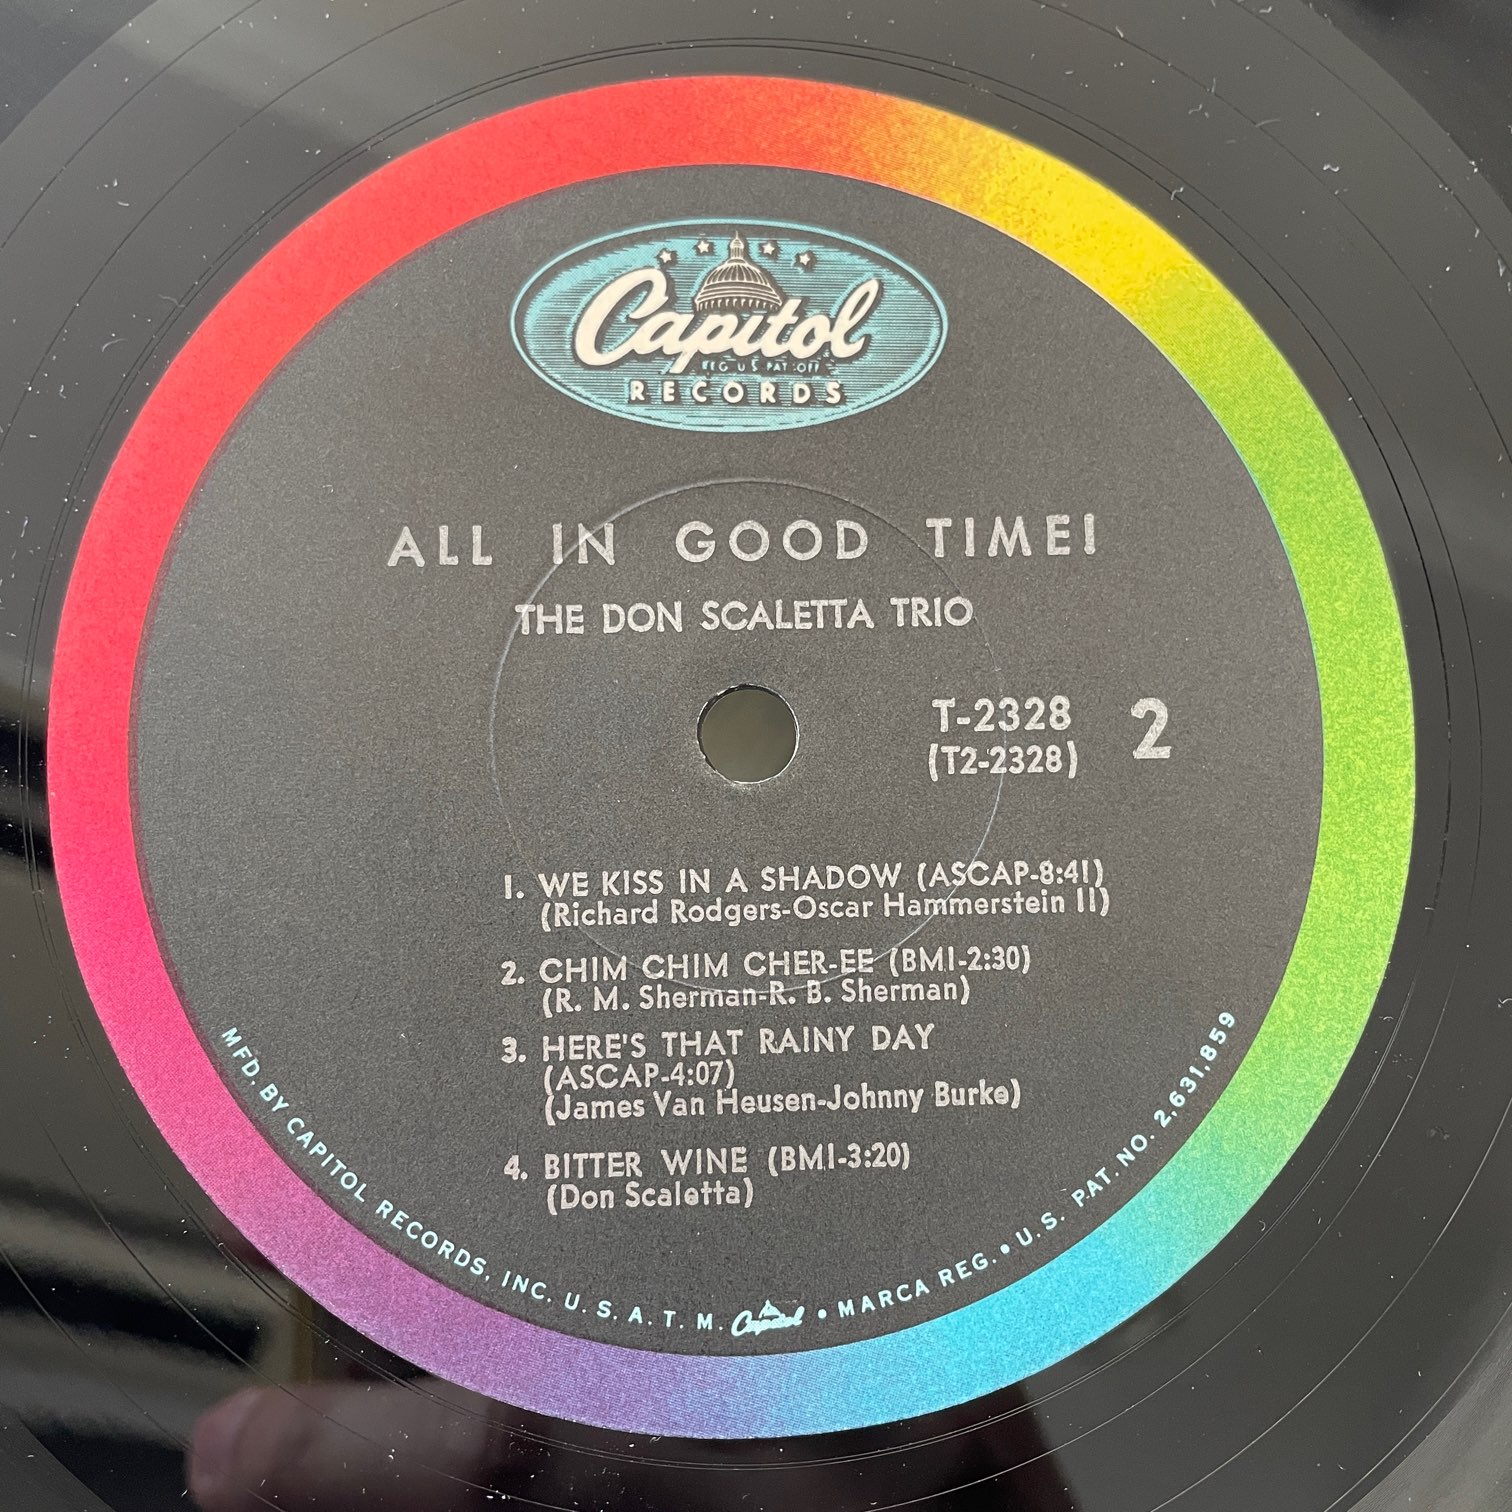 Capitol
REG. U.S. PAT. OFF.
RECORDS
ALL IN GOOD TIME!
THE DON SCALETTA TRIO
T-2328 2
(T2-2328)
1. WE KISS IN A SHADOW (ASCAP-8:41)
(Richard Rodgers-Oscar Hammerstein II)
2. CHIM CHIM CHER-EE (BMI-2:30)
(R. M. Sherman-R. B. Sherman)
3. HERE'S THAT RAINY DAY
(ASCAP-4:07)
(James Van Heusen-Johnny Burke)
4. BITTER WINE (BMI-3:20)
(Don Scaletta)
MFD. BY CAPITOL RECORDS, INC. U. S. A. T. M. Capitol • MARCA REG. • U.S. PAT. NO. 2,631,859